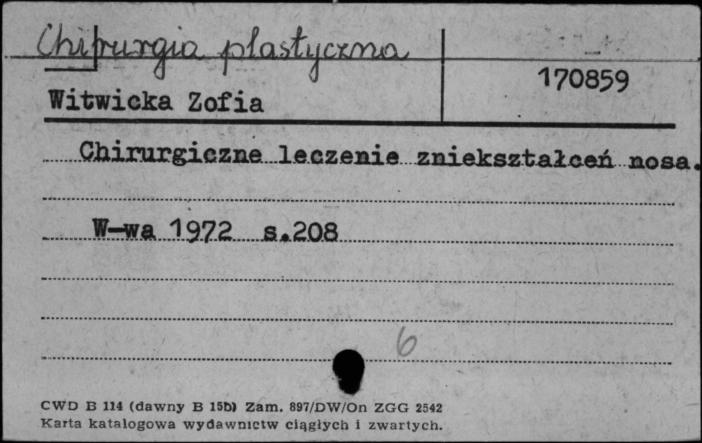 Chirurgia plastyczna
170859
Witwicka Zofia
Chirurgiczne leczenie zniekształceń nosa.
W-wa 1972 s.208
6
CWD B 114 (dawny B 15b) Zam. 897/DW/On ZGG 2542
Karta katalogowa wydawnictw ciągłych i zwartych.